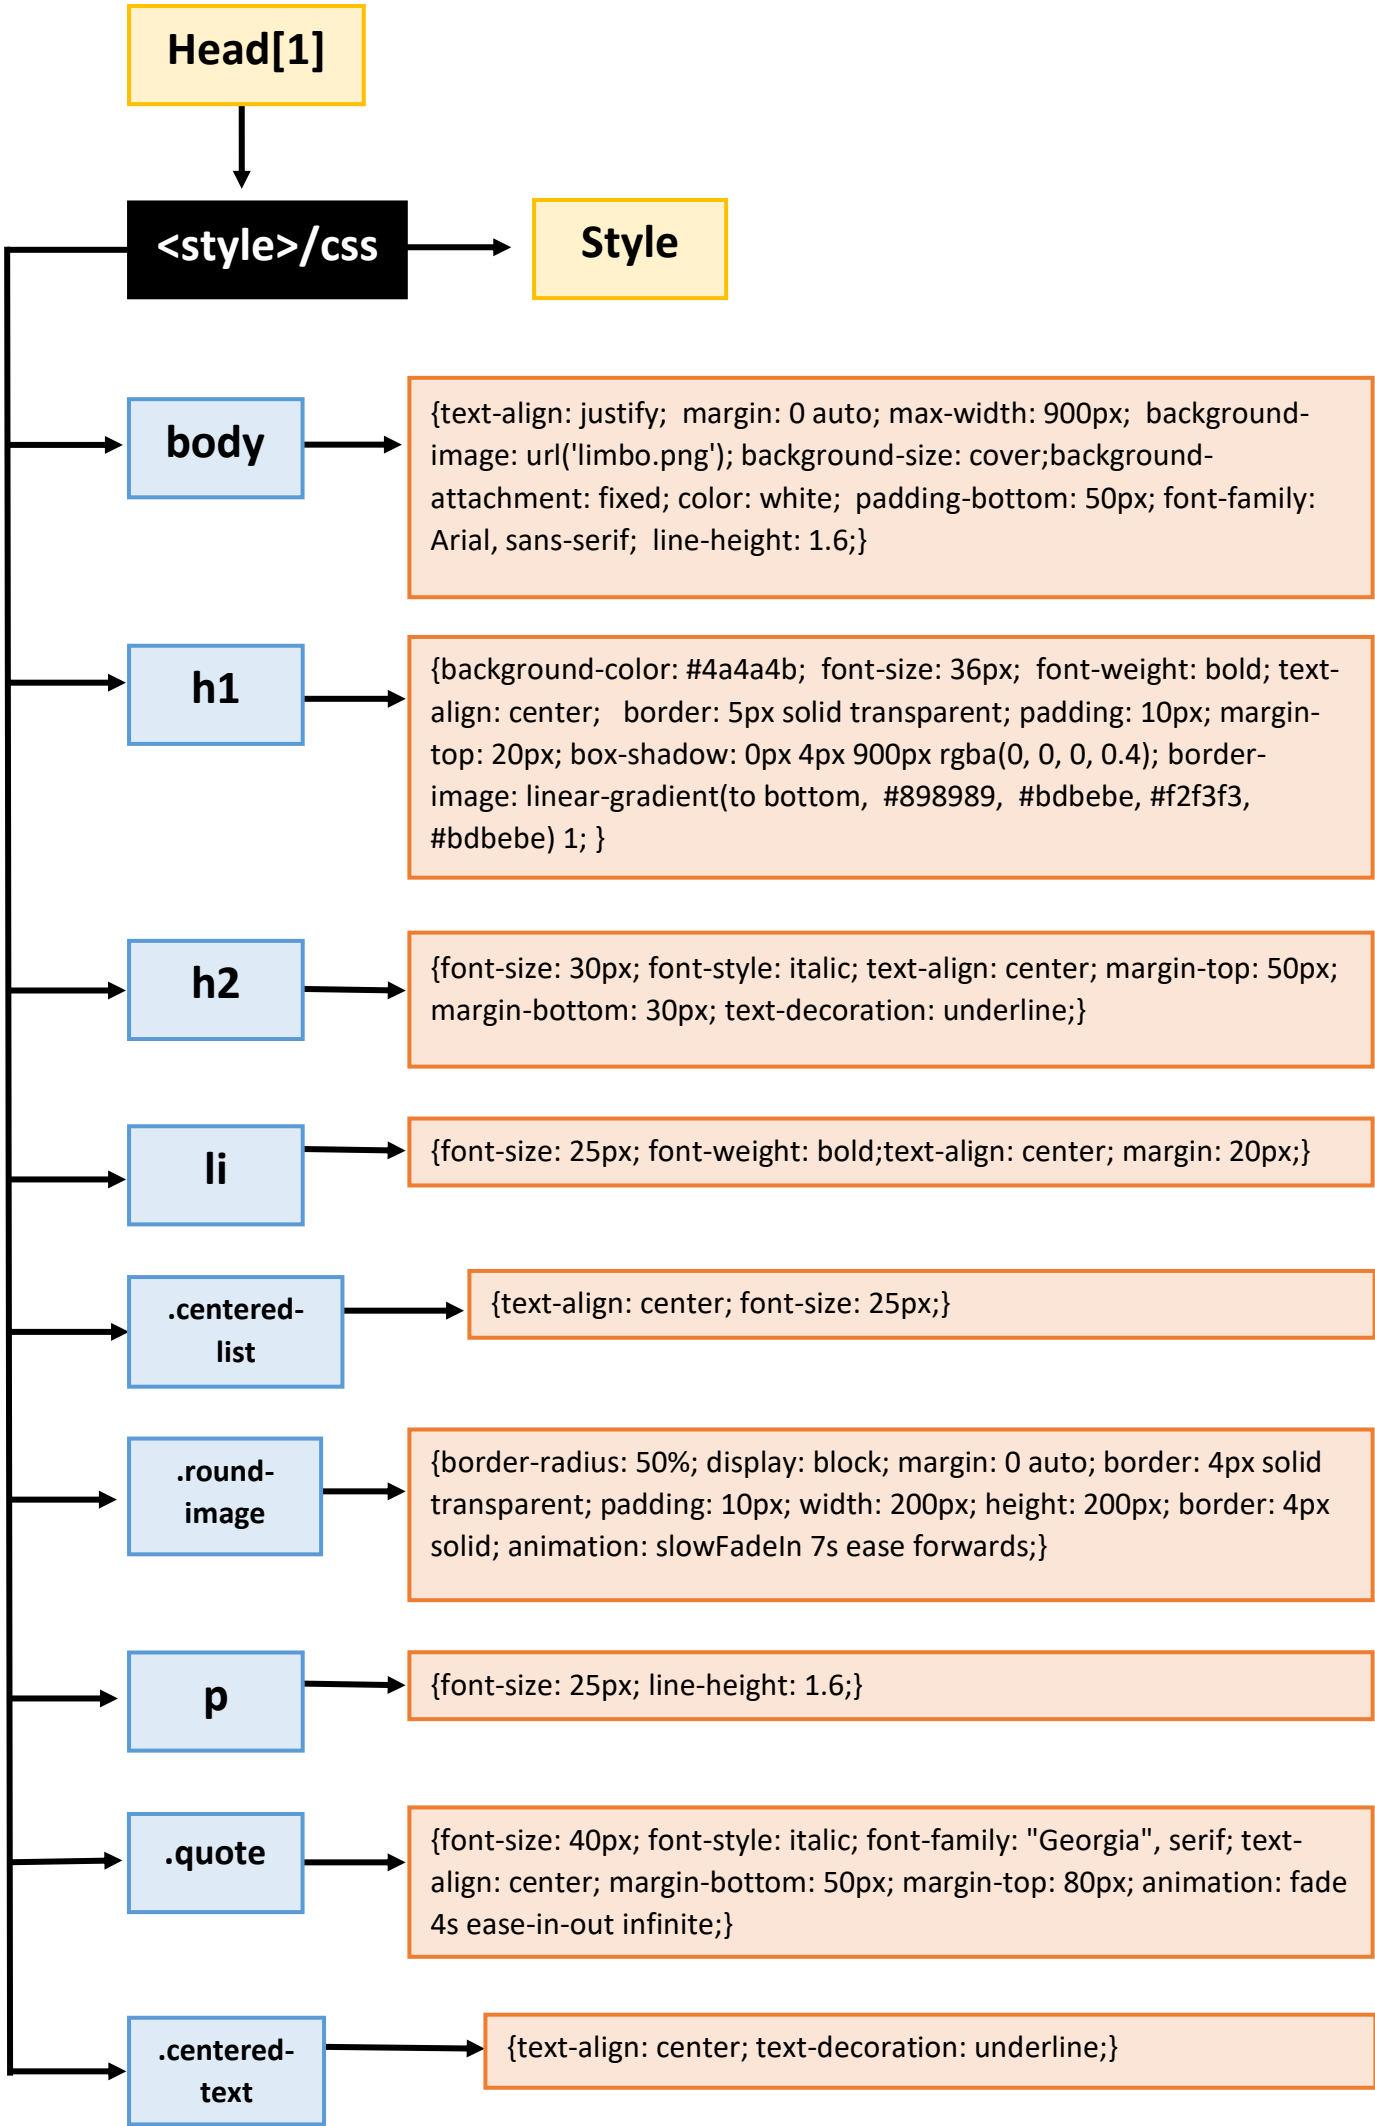 Head[1]
<style>/css
Style
body
{text-align: justify;  margin: 0 auto; max-width: 900px;  background-
image: url('limbo.png'); background-size: cover;background-
attachment: fixed; color: white;  padding-bottom: 50px; font-family:
Arial, sans-serif;  line-height: 1.6;}
h1
{background-color: #4a4a4b;  font-size: 36px;  font-weight: bold; text-
align: center;   border: 5px solid transparent; padding: 10px; margin-
top: 20px; box-shadow: 0px 4px 900px rgba(0, 0, 0, 0.4); border-
image: linear-gradient(to bottom,  #898989,  #bdbebe, #f2f3f3,
#bdbebe) 1; }
h2
{font-size: 30px; font-style: italic; text-align: center; margin-top: 50px;
margin-bottom: 30px; text-decoration: underline;}
li
{font-size: 25px; font-weight: bold;text-align: center; margin: 20px;}
.centered-
list
{text-align: center; font-size: 25px;}
.round-
image
{border-radius: 50%; display: block; margin: 0 auto; border: 4px solid
transparent; padding: 10px; width: 200px; height: 200px; border: 4px
solid; animation: slowFadeIn 7s ease forwards;}
p
{font-size: 25px; line-height: 1.6;}
.quote
{font-size: 40px; font-style: italic; font-family: "Georgia", serif; text-
align: center; margin-bottom: 50px; margin-top: 80px; animation: fade
4s ease-in-out infinite;}
.centered-
text
{text-align: center; text-decoration: underline;}